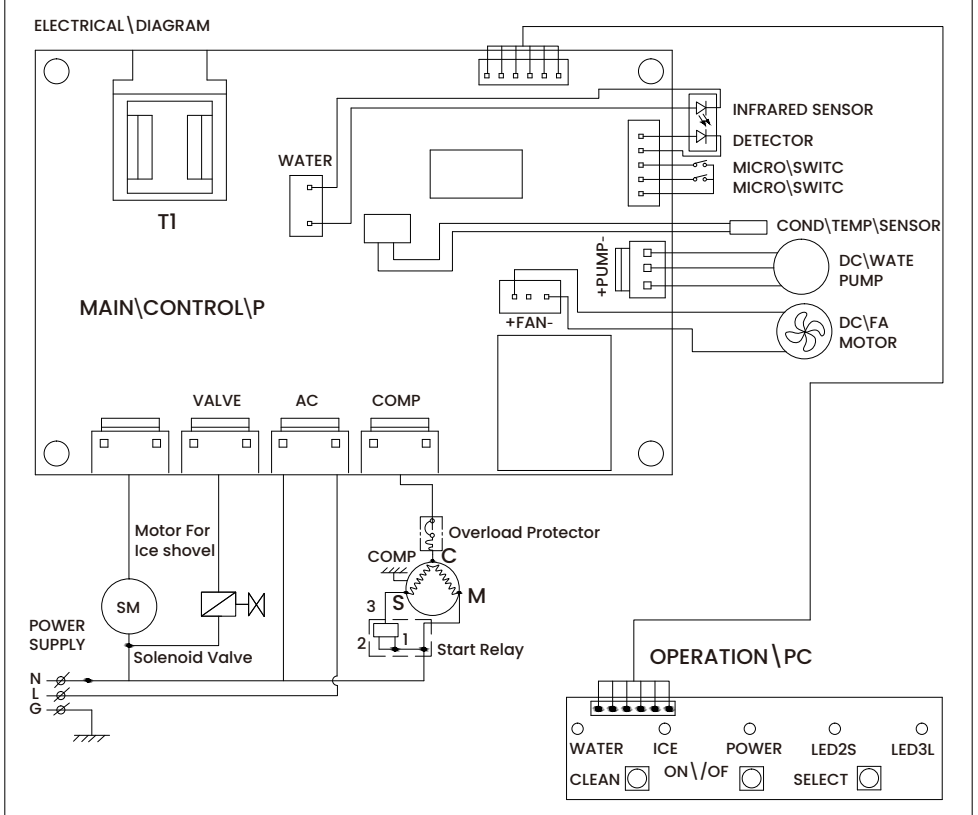 ELECTRICAL\DIAGRAM
INFRARED SENSOR
DETECTOR
WATER
MICRO\SWITC
MICRO\SWITC
T1
COND\TEMP\SENSOR
+PUMP-
DC\WATE
PUMP
MAIN\CONTROL\P
+FAN-
DC\FA
MOTOR
VALVE
AC
COMP
Motor For
Ice shovel
Overload Protector
COMP
C
SM
S
M
3
2
1
POWER
SUPPLY
Solenoid Valve
Start Relay
N
L
G
OPERATION\PC
WATER
ICE
POWER
LED2S
LED3L
CLEAN
ON\/OF
SELECT